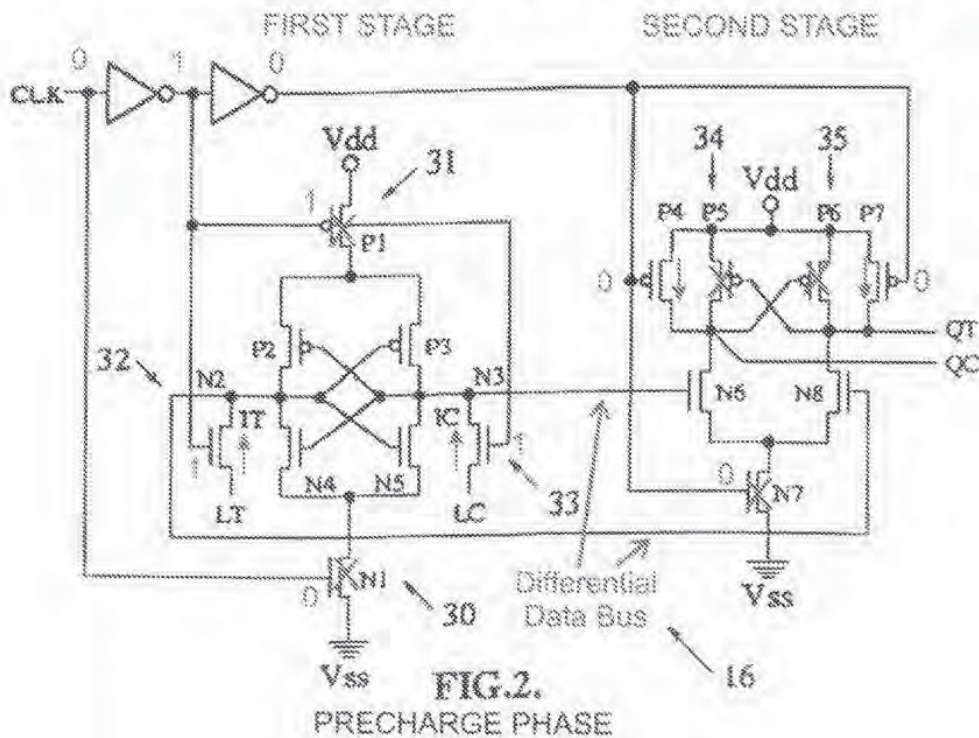 FIRST STAGE SECOND STAGE
0 1 0
CLK
Vdd 31 34 35
Vdd
1 P1 P4 P5 P6 P7
0 0
P2 P3 QT
32 QC
N2 N3 N6 N8
IT IC
1 1 0 N7
N4 N5
LT LC 33
Differential
Data Bus
Vss
N1
0 30
Vss 16
FIG.2.
PRECHARGE PHASE